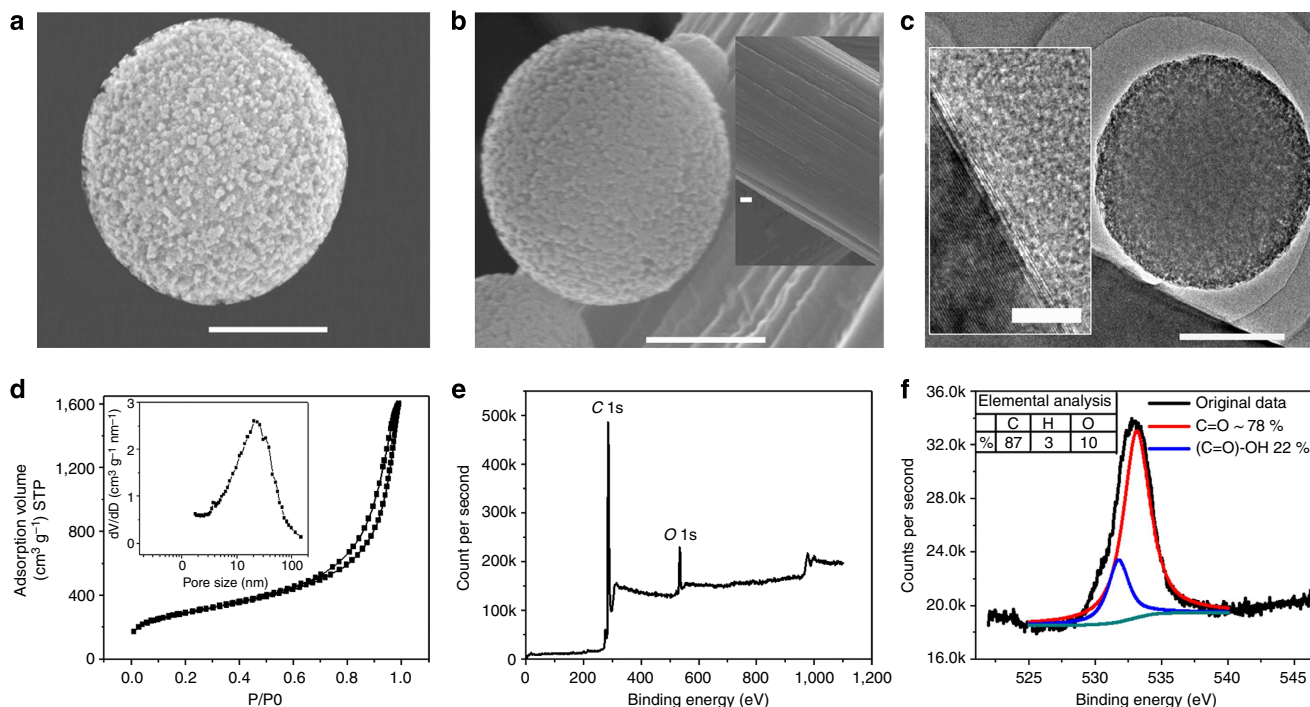 a
b
c
d
1,600
1,200
800
400
0
Adsorption volume
(cm³ g⁻¹) STP
0.0 0.2 0.4 0.6 0.8 1.0
P/P0
3
2
1
0
dV/dD (cm³ g⁻¹ nm⁻¹)
0 10 100
Pore size (nm)
e
500k
400k
300k
200k
100k
0
Count per second
C 1s
O 1s
0 200 400 600 800 1,000 1,200
Binding energy (eV)
f
36.0k
32.0k
28.0k
24.0k
20.0k
16.0k
Counts per second
Elemental analysis
C H O
% 87 3 10
Original data
C=O ~ 78 %
(C=O)-OH 22 %
525 530 535 540 545
Binding energy (eV)